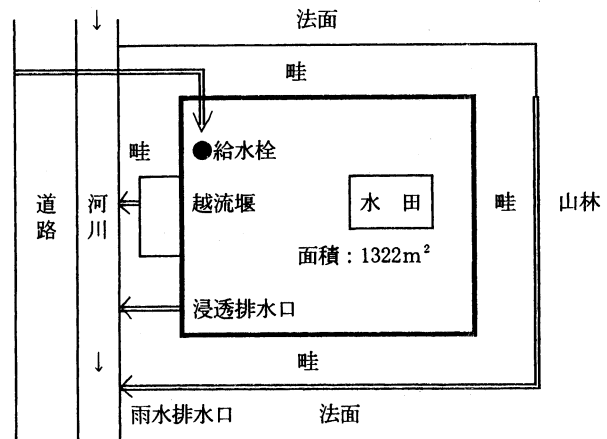 法面
↓
畦
給水栓
畦
道路
河川
越流堰
水田
畦
山林
面積：1322m²
浸透排水口
↓
畦
雨水排水口
法面